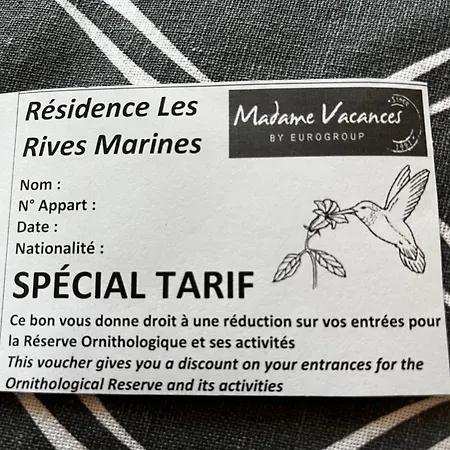 Résidence Les
Rives Marines
Madame Vacances
BY EUROGROUP
SINCE
1991
Nom :
N° Appart :
Date :
Nationalité :
SPÉCIAL TARIF
Ce bon vous donne droit à une réduction sur vos entrées pour
la Réserve Ornithologique et ses activités
This voucher gives you a discount on your entrances for the
Ornithological Reserve and its activities